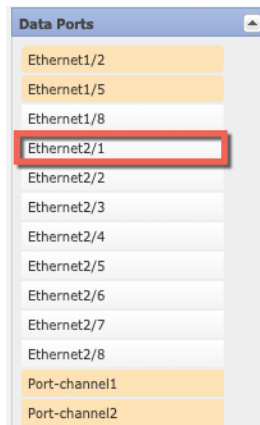 Data Ports
Ethernet1/2
Ethernet1/5
Ethernet1/8
Ethernet2/1
Ethernet2/2
Ethernet2/3
Ethernet2/4
Ethernet2/5
Ethernet2/6
Ethernet2/7
Ethernet2/8
Port-channel1
Port-channel2